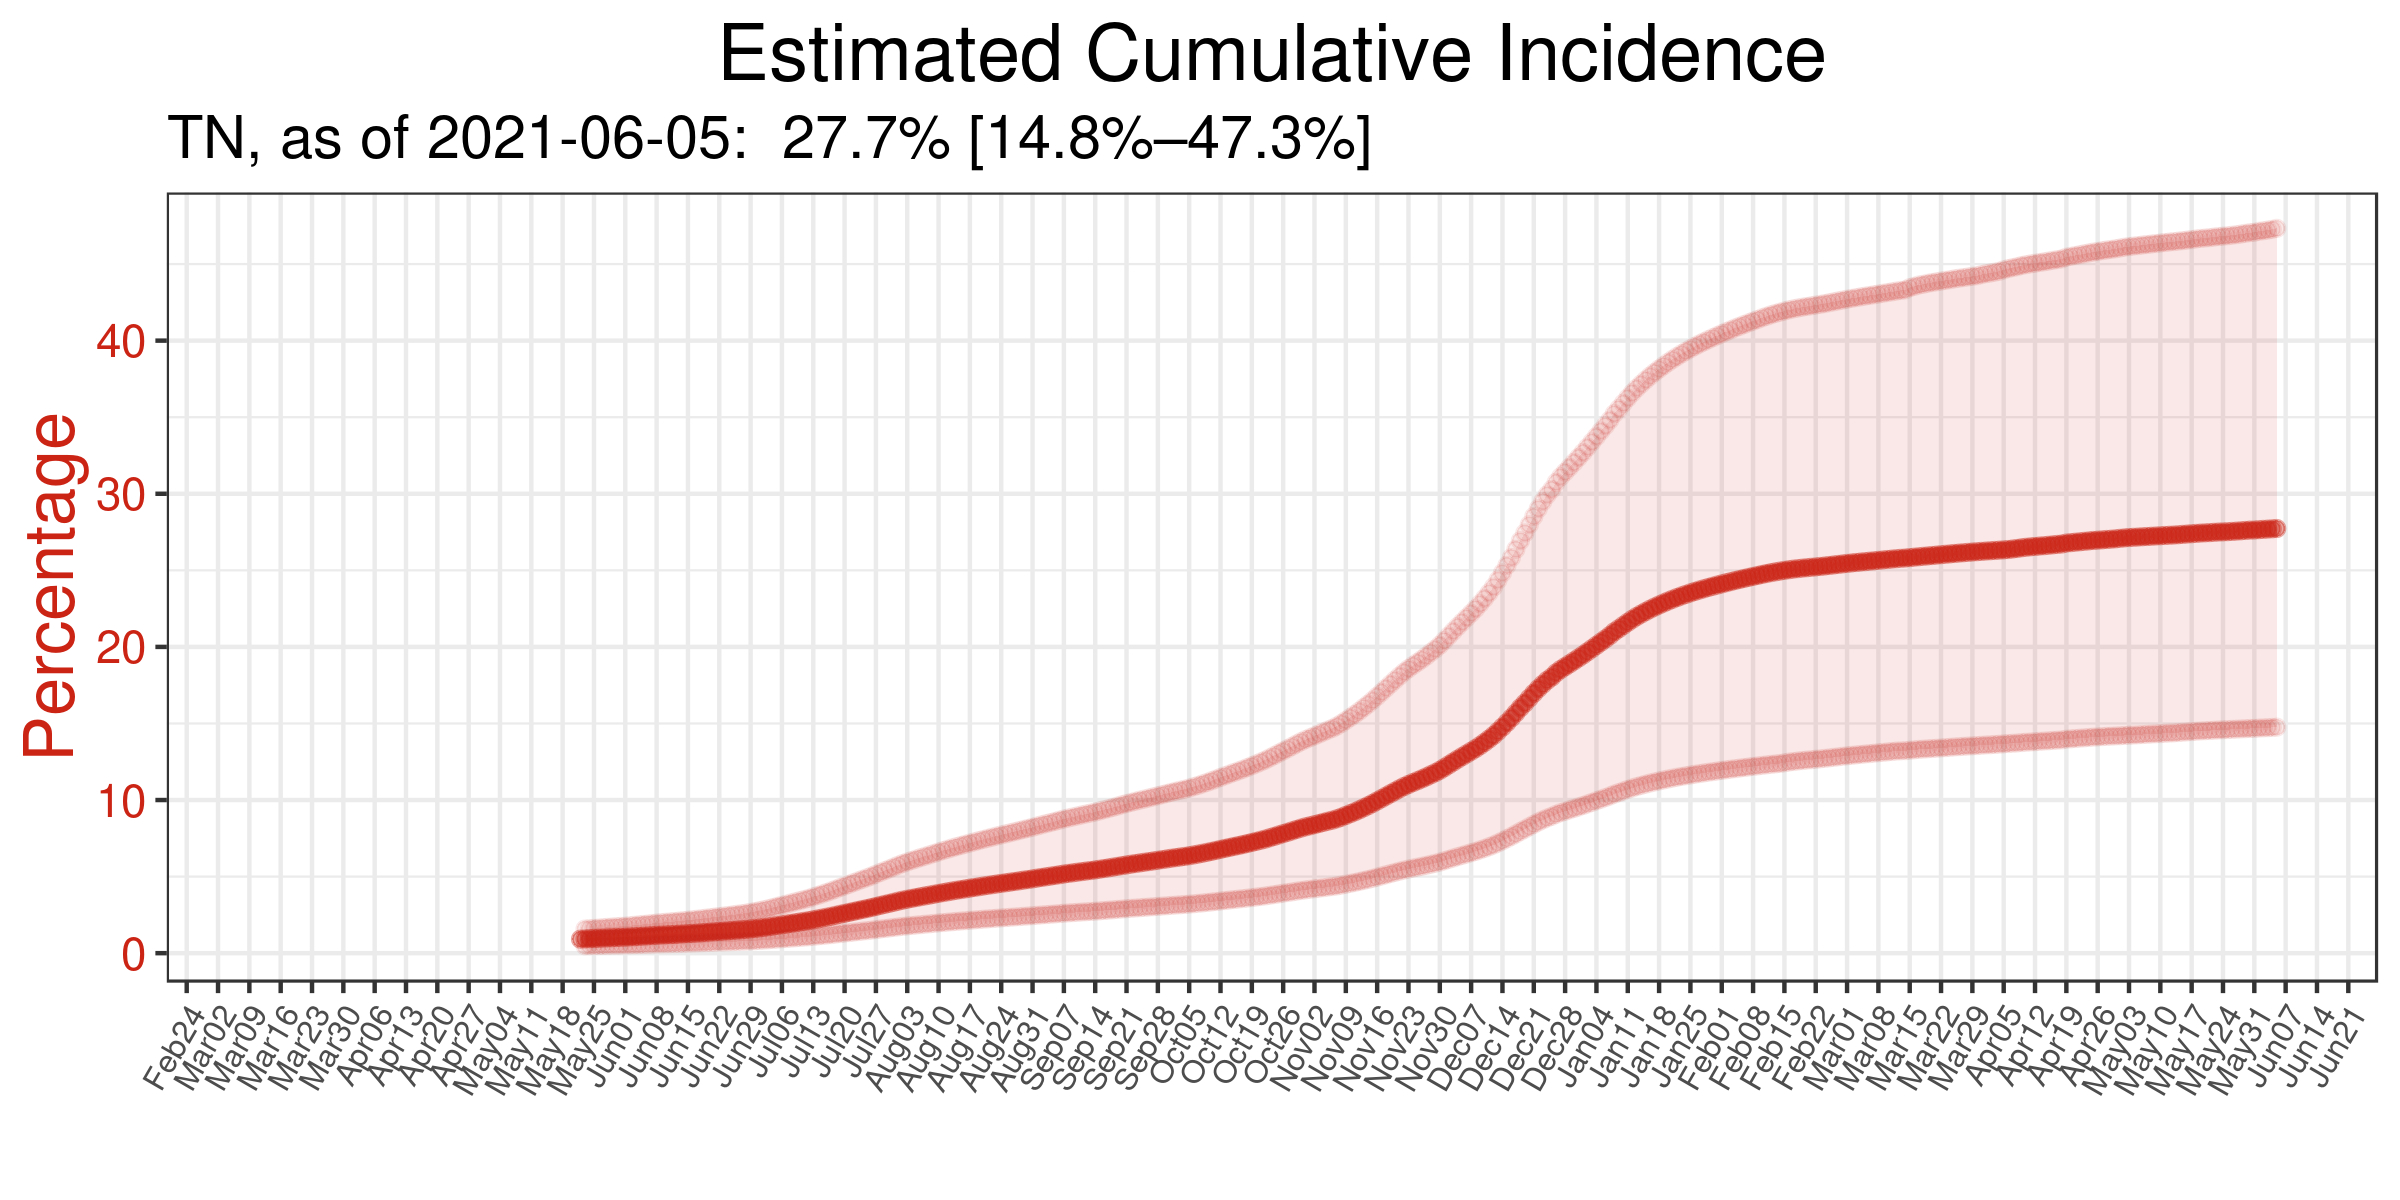 Estimated Cumulative Incidence
TN, as of 2021-06-05:  27.7% [14.8%–47.3%]
Percentage
40
30
20
10
0
Feb24
Mar02
Mar09
Mar16
Mar23
Mar30
Apr06
Apr13
Apr20
Apr27
May04
May11
May18
May25
Jun01
Jun08
Jun15
Jun22
Jun29
Jul06
Jul13
Jul20
Jul27
Aug03
Aug10
Aug17
Aug24
Aug31
Sep07
Sep14
Sep21
Sep28
Oct05
Oct12
Oct19
Oct26
Nov02
Nov09
Nov16
Nov23
Nov30
Dec07
Dec14
Dec21
Dec28
Jan04
Jan11
Jan18
Jan25
Feb01
Feb08
Feb15
Feb22
Mar01
Mar08
Mar15
Mar22
Mar29
Apr05
Apr12
Apr19
Apr26
May03
May10
May17
May24
May31
Jun07
Jun14
Jun21